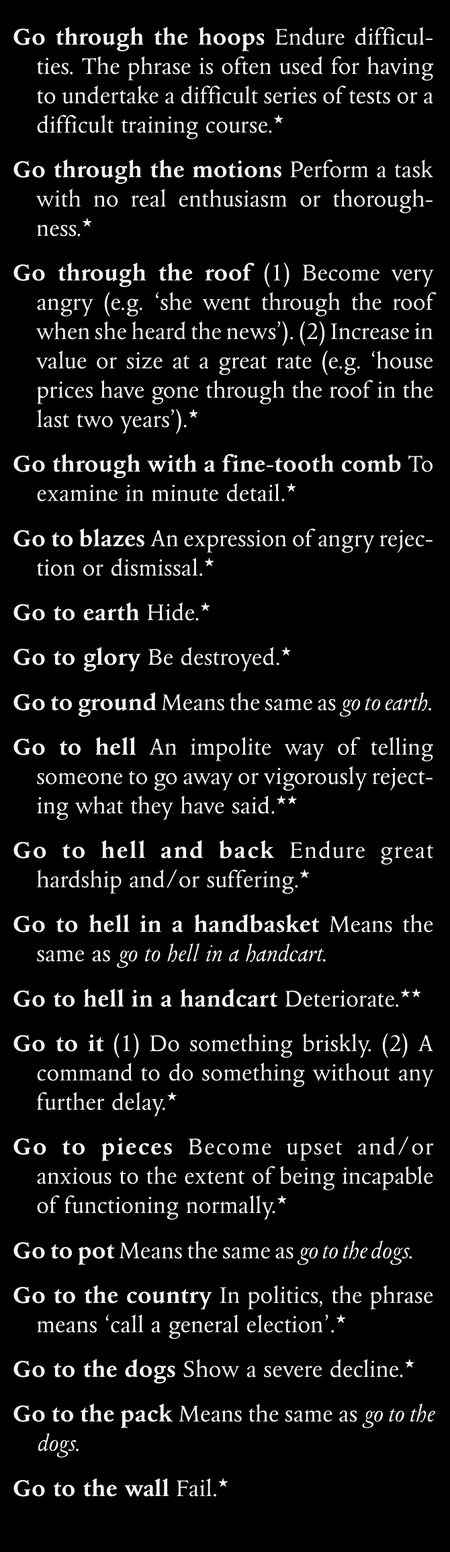 Go through the hoops Endure difficul-
ties. The phrase is often used for having
to undertake a difficult series of tests or a
difficult training course.★
Go through the motions Perform a task
with no real enthusiasm or thorough-
ness.★
Go through the roof (1) Become very
angry (e.g. ‘she went through the roof
when she heard the news’). (2) Increase in
value or size at a great rate (e.g. ‘house
prices have gone through the roof in the
last two years’).★
Go through with a fine-tooth comb To
examine in minute detail.★
Go to blazes An expression of angry rejec-
tion or dismissal.★
Go to earth Hide.★
Go to glory Be destroyed.★
Go to ground Means the same as go to earth.
Go to hell An impolite way of telling
someone to go away or vigorously reject-
ing what they have said.★★
Go to hell and back Endure great
hardship and/or suffering.★
Go to hell in a handbasket Means the
same as go to hell in a handcart.
Go to hell in a handcart Deteriorate.★★
Go to it (1) Do something briskly. (2) A
command to do something without any
further delay.★
Go to pieces Become upset and/or
anxious to the extent of being incapable
of functioning normally.★
Go to pot Means the same as go to the dogs.
Go to the country In politics, the phrase
means ‘call a general election’.★
Go to the dogs Show a severe decline.★
Go to the pack Means the same as go to the
dogs.
Go to the wall Fail.★